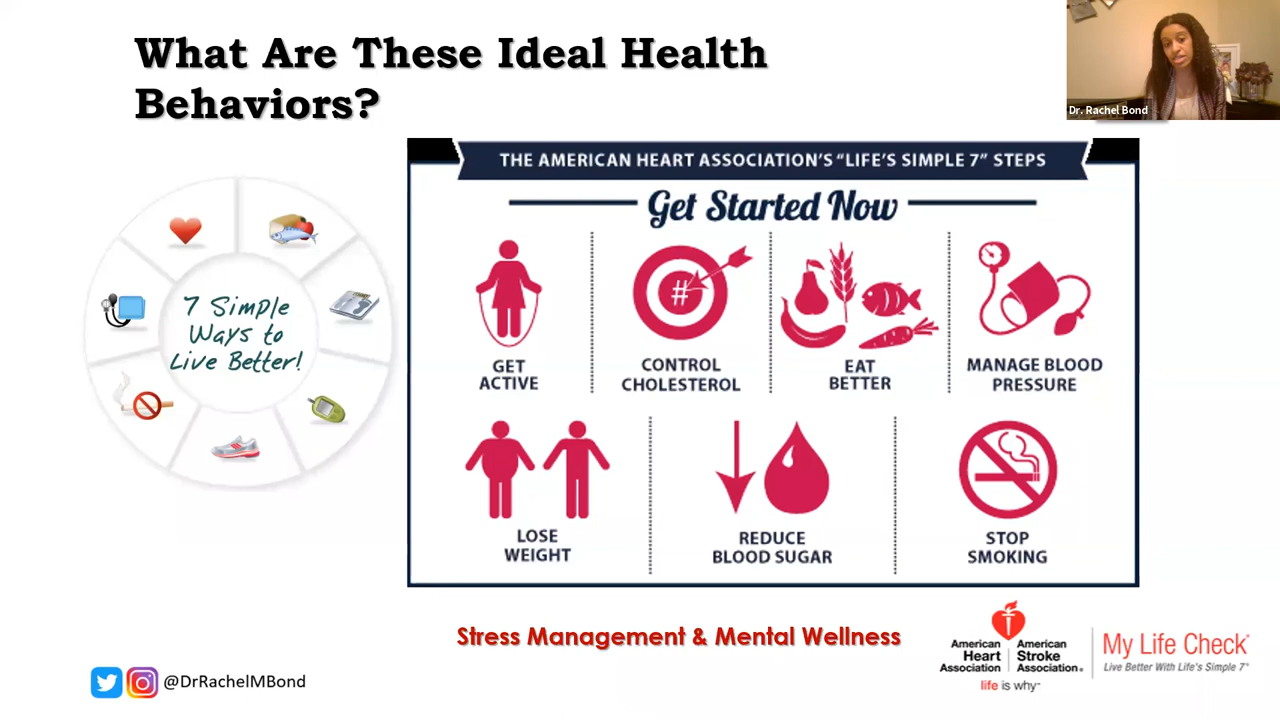 What Are These Ideal Health
Behaviors?
Dr. Rachel Bond
7 Simple
Ways to
Live Better!
THE AMERICAN HEART ASSOCIATION'S “LIFE'S SIMPLE 7” STEPS
Get Started Now
GET
ACTIVE
CONTROL
CHOLESTEROL
EAT
BETTER
MANAGE BLOOD
PRESSURE
#
LOSE
WEIGHT
REDUCE
BLOOD SUGAR
STOP
SMOKING
Stress Management & Mental Wellness
American
Heart
Association
American
Stroke
Association®
life is why™
My Life Check®
Live Better With Life's Simple 7®
@DrRachelMBond